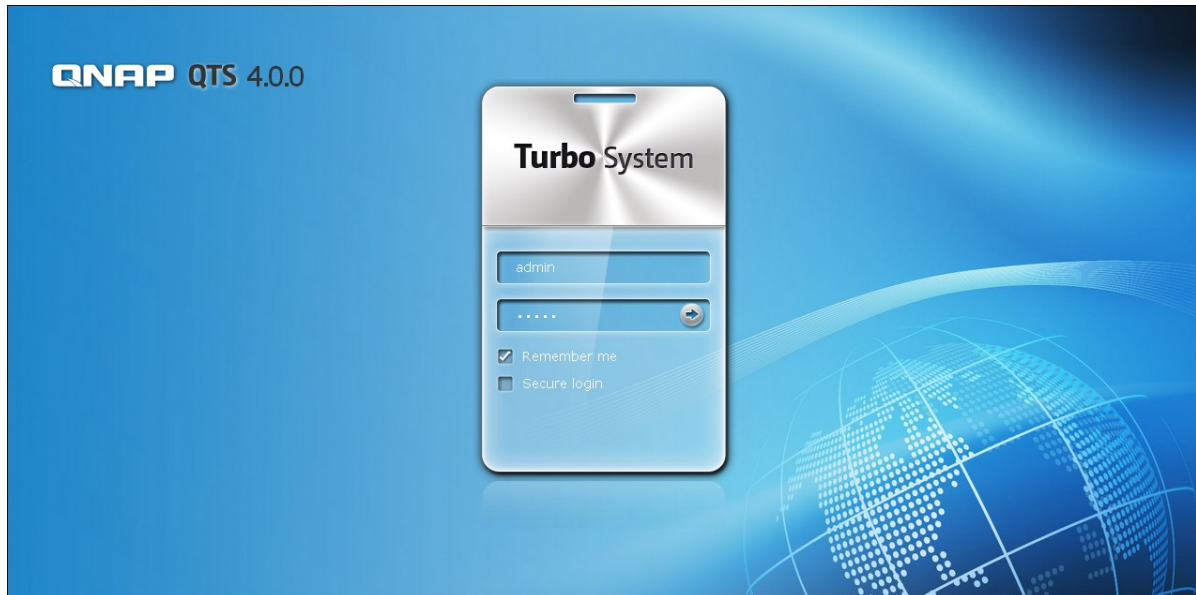 QNAP QTS 4.0.0
Turbo System
admin
•••••
Remember me
Secure login